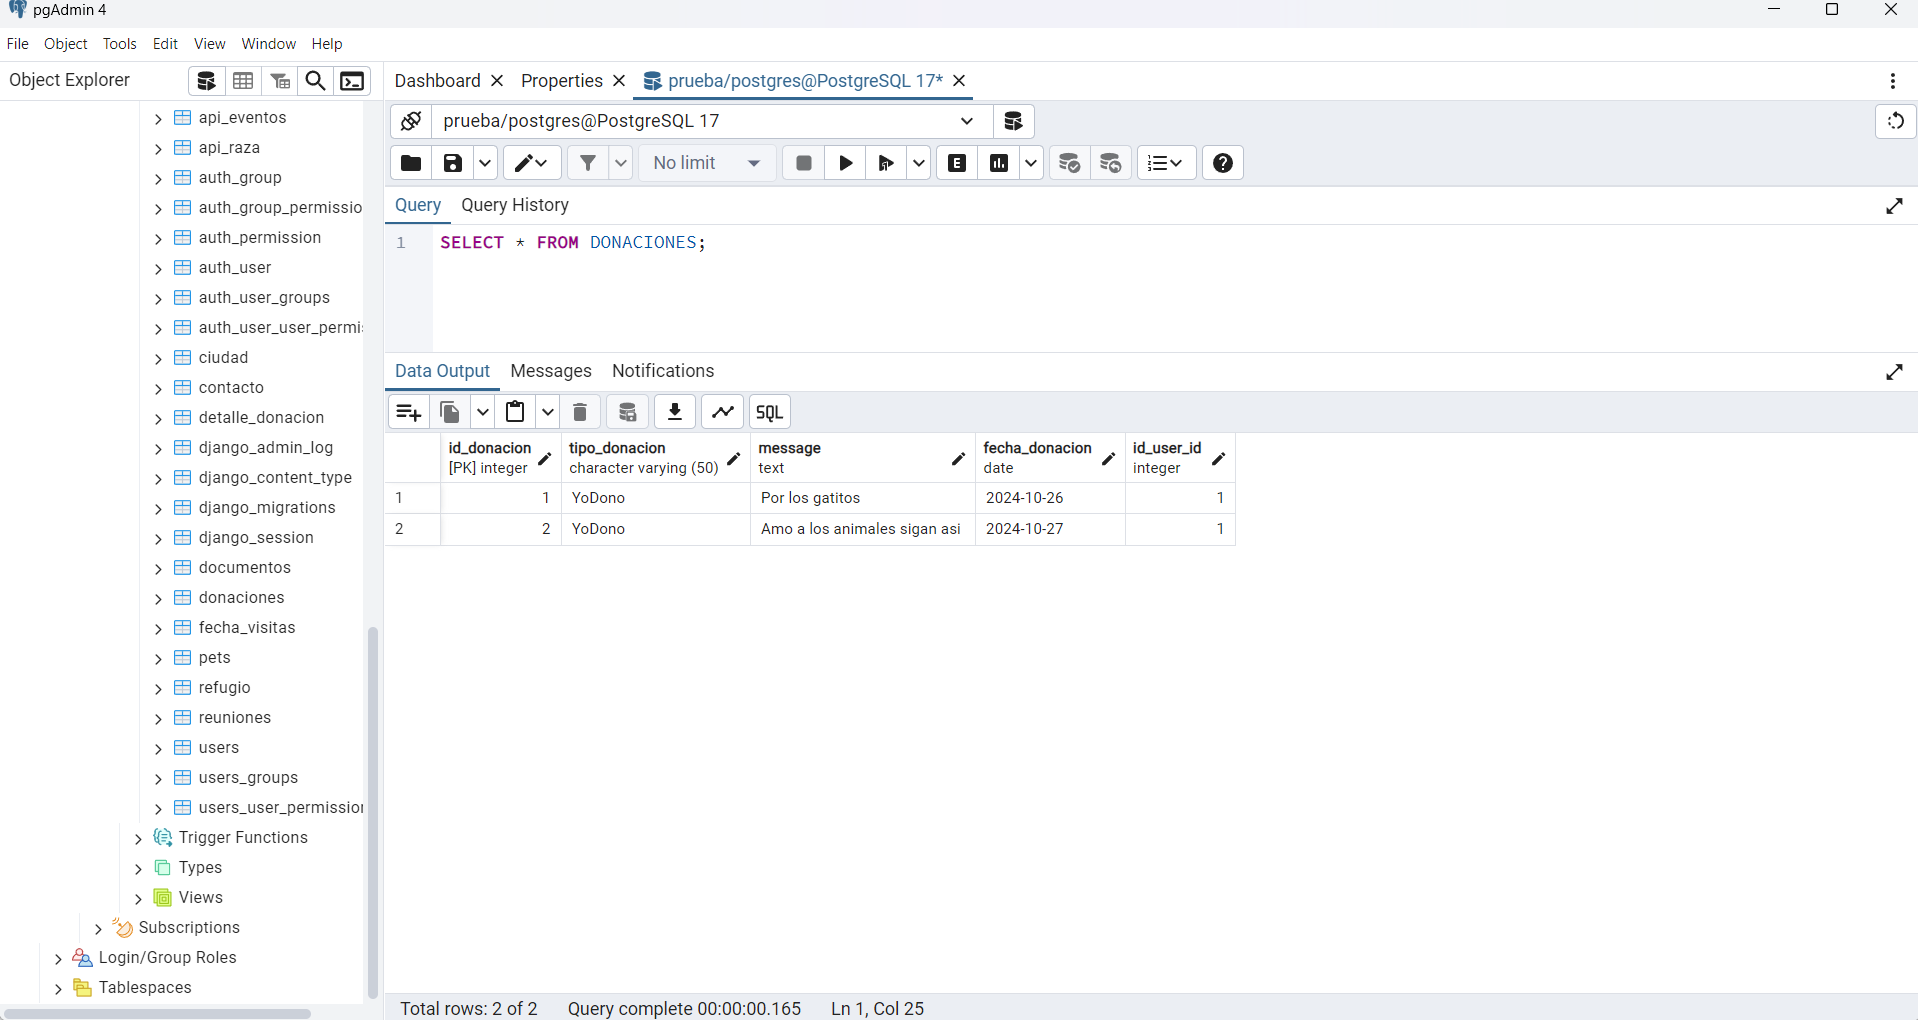 pgAdmin 4
File Object Tools Edit View Window Help
Object Explorer
Dashboard Properties prueba/postgres@PostgreSQL 17*
prueba/postgres@PostgreSQL 17
No limit
E
Query Query History
1 SELECT * FROM DONACIONES;
Data Output Messages Notifications
SQL
id_donacion tipo_donacion message fecha_donacion id_user_id
[PK] integer character varying (50) text date integer
1 1 YoDono Por los gatitos 2024-10-26 1
2 2 YoDono Amo a los animales sigan asi 2024-10-27 1
api_eventos
api_raza
auth_group
auth_group_permissio
auth_permission
auth_user
auth_user_groups
auth_user_user_permi
ciudad
contacto
detalle_donacion
django_admin_log
django_content_type
django_migrations
django_session
documentos
donaciones
fecha_visitas
pets
refugio
reuniones
users
users_groups
users_user_permission
Trigger Functions
Types
Views
Subscriptions
Login/Group Roles
Tablespaces
Total rows: 2 of 2 Query complete 00:00:00.165 Ln 1, Col 25